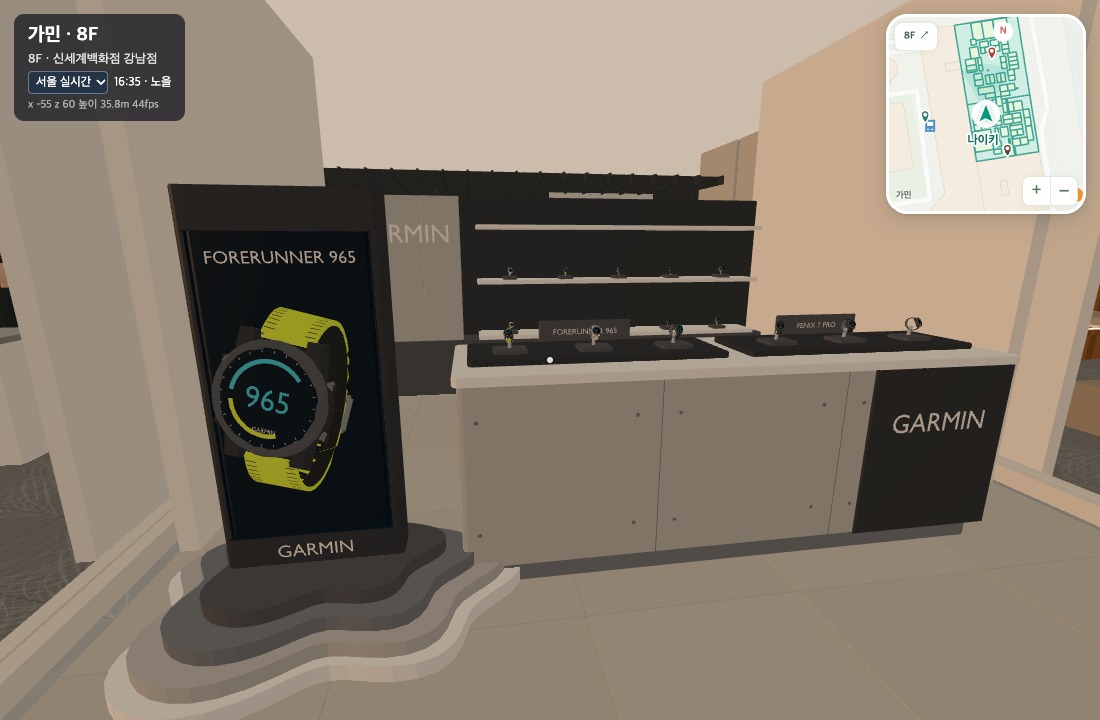 가민 · 8F
8F · 신세계백화점 강남점
서울 실시간 16:35 · 노을
x -55 z 60 높이 35.8m 44fps
8F ↗
N
나이키
가민
+ −
RMIN
FORERUNNER 965
965
GARMIN
GARMIN
FORERUNNER 965
FENIX 7 PRO
GARMIN